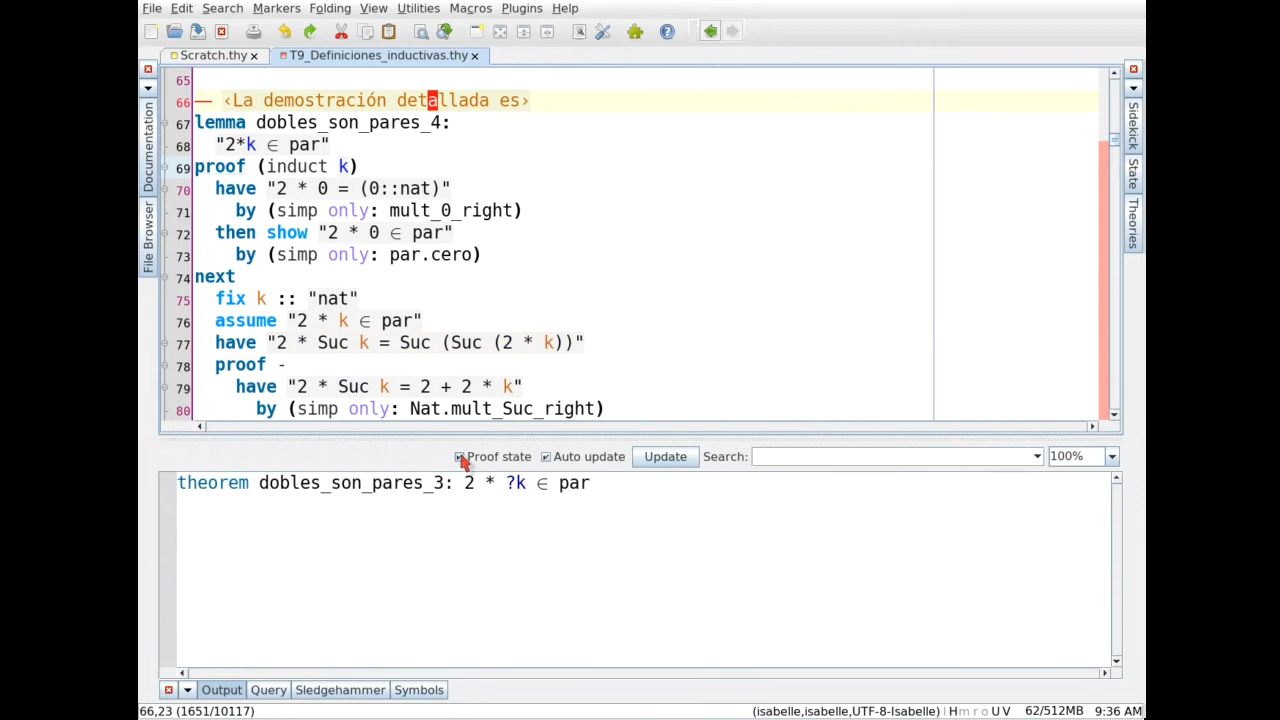 File Edit Search Markers Folding View Utilities Macros Plugins Help
Scratch.thy T9_Definiciones_inductivas.thy
65
66 — ‹La demostración detallada es›
67 lemma dobles_son_pares_4:
68 "2*k ∈ par"
69 proof (induct k)
70 have "2 * 0 = (0::nat)"
71 by (simp only: mult_0_right)
72 then show "2 * 0 ∈ par"
73 by (simp only: par.cero)
74 next
75 fix k :: "nat"
76 assume "2 * k ∈ par"
77 have "2 * Suc k = Suc (Suc (2 * k))"
78 proof -
79 have "2 * Suc k = 2 + 2 * k"
80 by (simp only: Nat.mult_Suc_right)
Documentation
File Browser
Sidekick
State
Theories
Proof state Auto update Update Search: 100%
theorem dobles_son_pares_3: 2 * ?k ∈ par
Output Query Sledgehammer Symbols
66,23 (1651/10117) (isabelle,isabelle,UTF-8-Isabelle) H m r o U V 62/512MB 9:36 AM